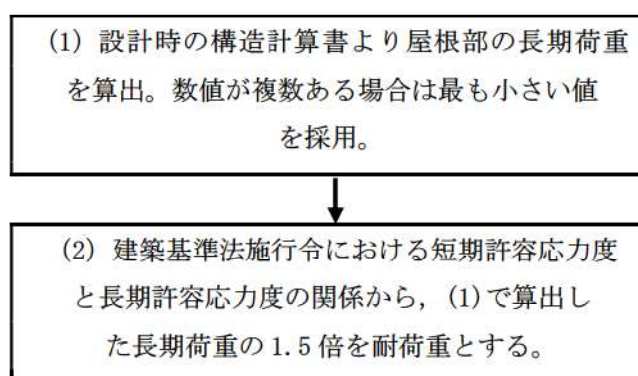 (1) 設計時の構造計算書より屋根部の長期荷重
を算出。数値が複数ある場合は最も小さい値
を採用。
(2) 建築基準法施行令における短期許容応力度
と長期許容応力度の関係から, (1)で算出し
た長期荷重の 1.5 倍を耐荷重とする。